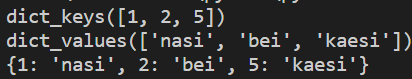 dict_keys([1, 2, 5])
dict_values(['nasi', 'bei', 'kaesi'])
{1: 'nasi', 2: 'bei', 5: 'kaesi'}